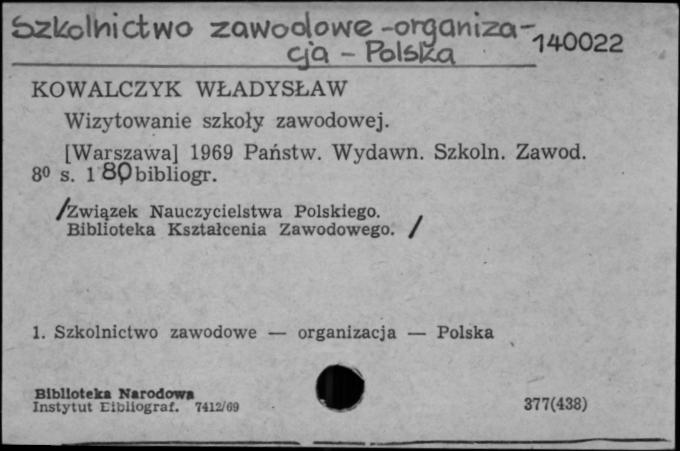 Szkolnictwo zawodowe - organiza-
cja - Polska
140022
KOWALCZYK WŁADYSŁAW
Wizytowanie szkoły zawodowej.
[Warszawa] 1969 Państw. Wydawn. Szkoln. Zawod.
8⁰ s. 180 bibliogr.
/Związek Nauczycielstwa Polskiego.
Biblioteka Kształcenia Zawodowego. /
1. Szkolnictwo zawodowe — organizacja — Polska
Biblioteka Narodowa
Instytut Bibliograf. 7412/69
377(438)